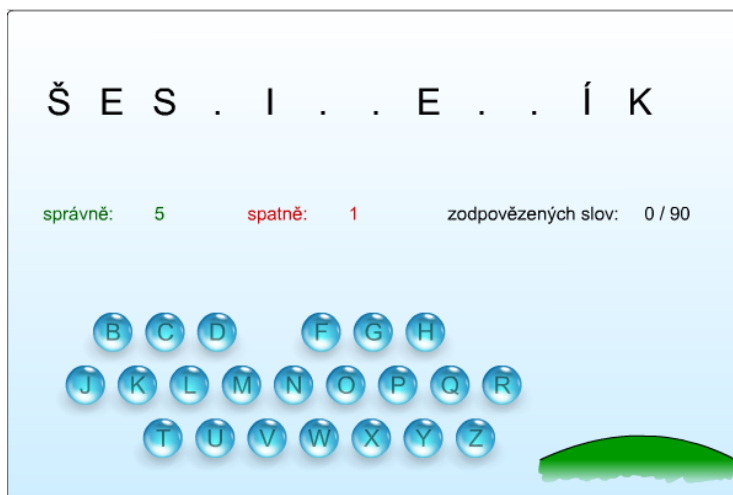 Š E S . I . . E . . Í K
správně: 5 spatně: 1 zodpovězených slov: 0 / 90
B C D F G H
J K L M N O P Q R
T U V W X Y Z